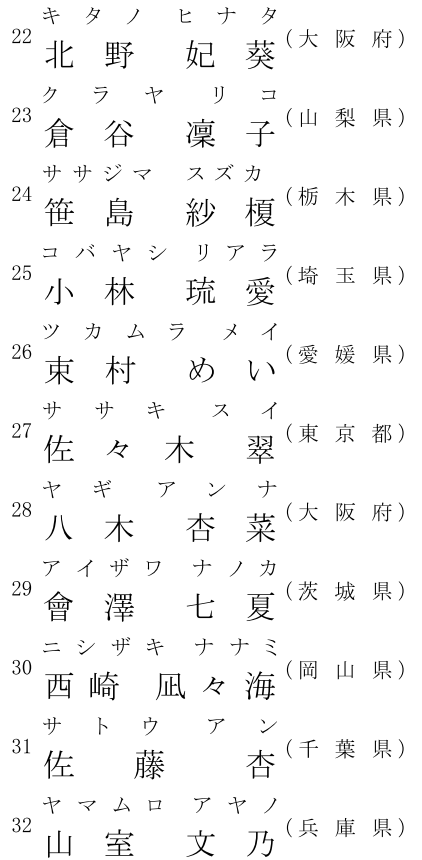 キタノ ヒナタ
22 北野 妃葵 (大阪府)
クラヤ リコ
23 倉谷 凜子 (山梨県)
ササジマ スズカ
24 笹島 紗榎 (栃木県)
コバヤシ リアラ
25 小林 琉愛 (埼玉県)
ツカムラ メイ
26 束村 めい (愛媛県)
ササキ スイ
27 佐々木 翠 (東京都)
ヤギ アンナ
28 八木 杏菜 (大阪府)
アイザワ ナノカ
29 會澤 七夏 (茨城県)
ニシザキ ナナミ
30 西崎 凪々海 (岡山県)
サトウ アン
31 佐藤 杏 (千葉県)
ヤマムロ アヤノ
32 山室 文乃 (兵庫県)